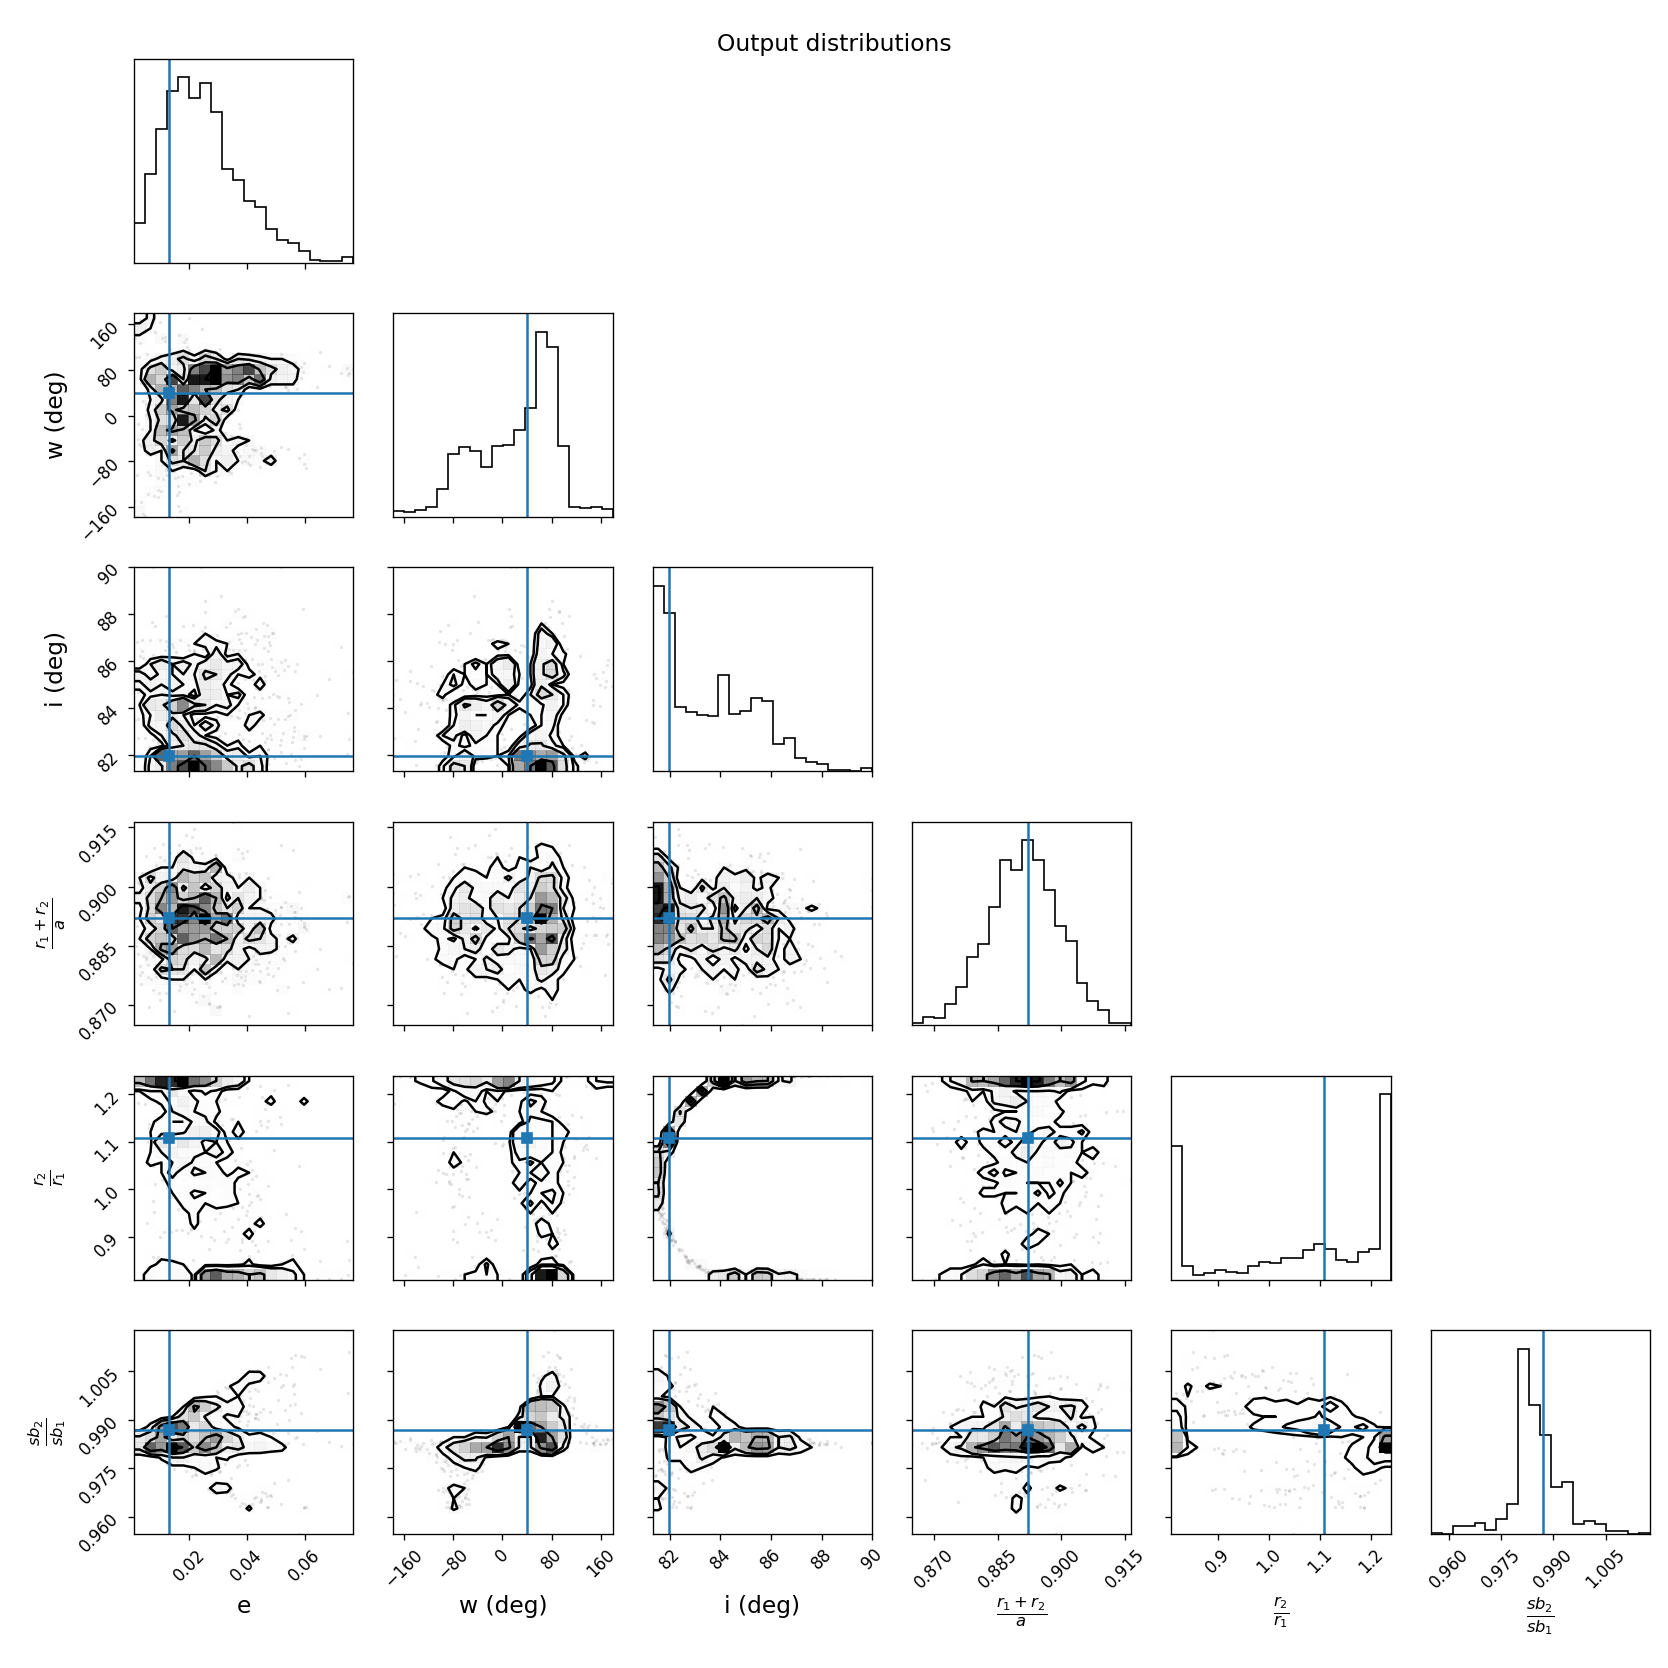 Output distributions
w (deg)
160
80
0
−80
−160
i (deg)
90
88
86
84
82
r₁ + r₂
a
0.915
0.900
0.885
0.870
r₂
r₁
1.2
1.1
1.0
0.9
sb₂
sb₁
1.005
0.990
0.975
0.960
0.02 0.04 0.06
−160 −80 0 80 160
82 84 86 88 90
0.870 0.885 0.900 0.915
0.9 1.0 1.1 1.2
0.960 0.975 0.990 1.005
e
w (deg)
i (deg)
r₁ + r₂
a
r₂
r₁
sb₂
sb₁